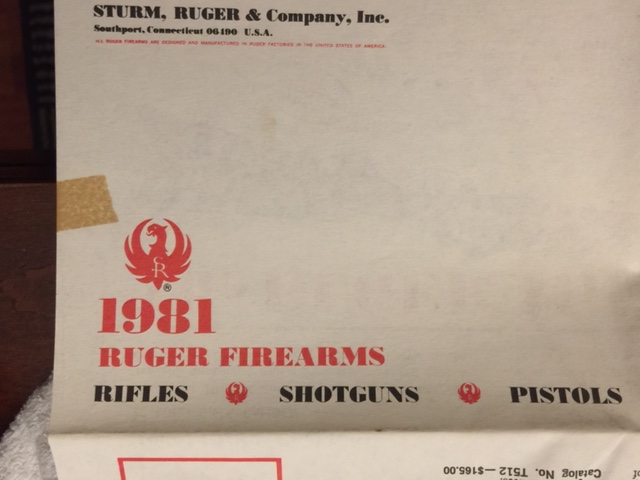 STURM, RUGER & Company, Inc.
Southport, Connecticut 06490 U.S.A.
ALL RUGER FIREARMS ARE DESIGNED AND MANUFACTURED IN RUGER FACTORIES IN THE UNITED STATES OF AMERICA.
R
®
1981
RUGER FIREARMS
RIFLES SHOTGUNS PISTOLS
Catalog No. T512—$165.00
of